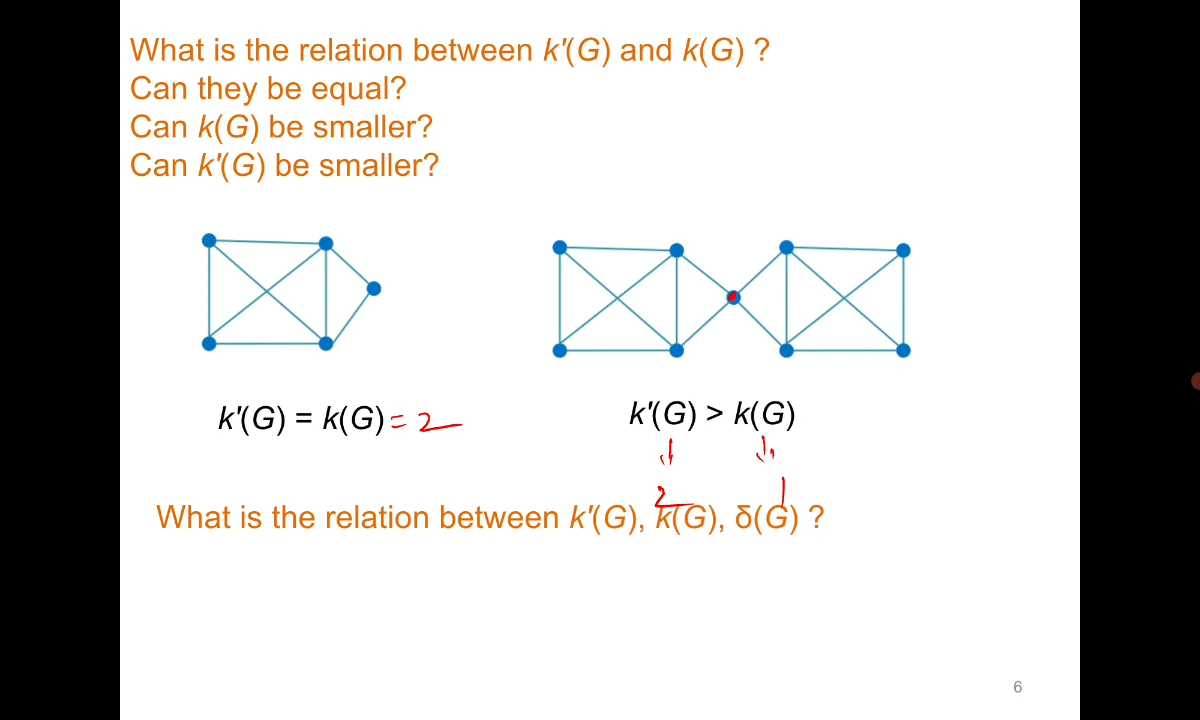 What is the relation between k'(G) and k(G) ?
Can they be equal?
Can k(G) be smaller?
Can k'(G) be smaller?
k'(G) = k(G) = 2
k'(G) > k(G)
2 1
What is the relation between k'(G), k(G), δ(G) ?
6